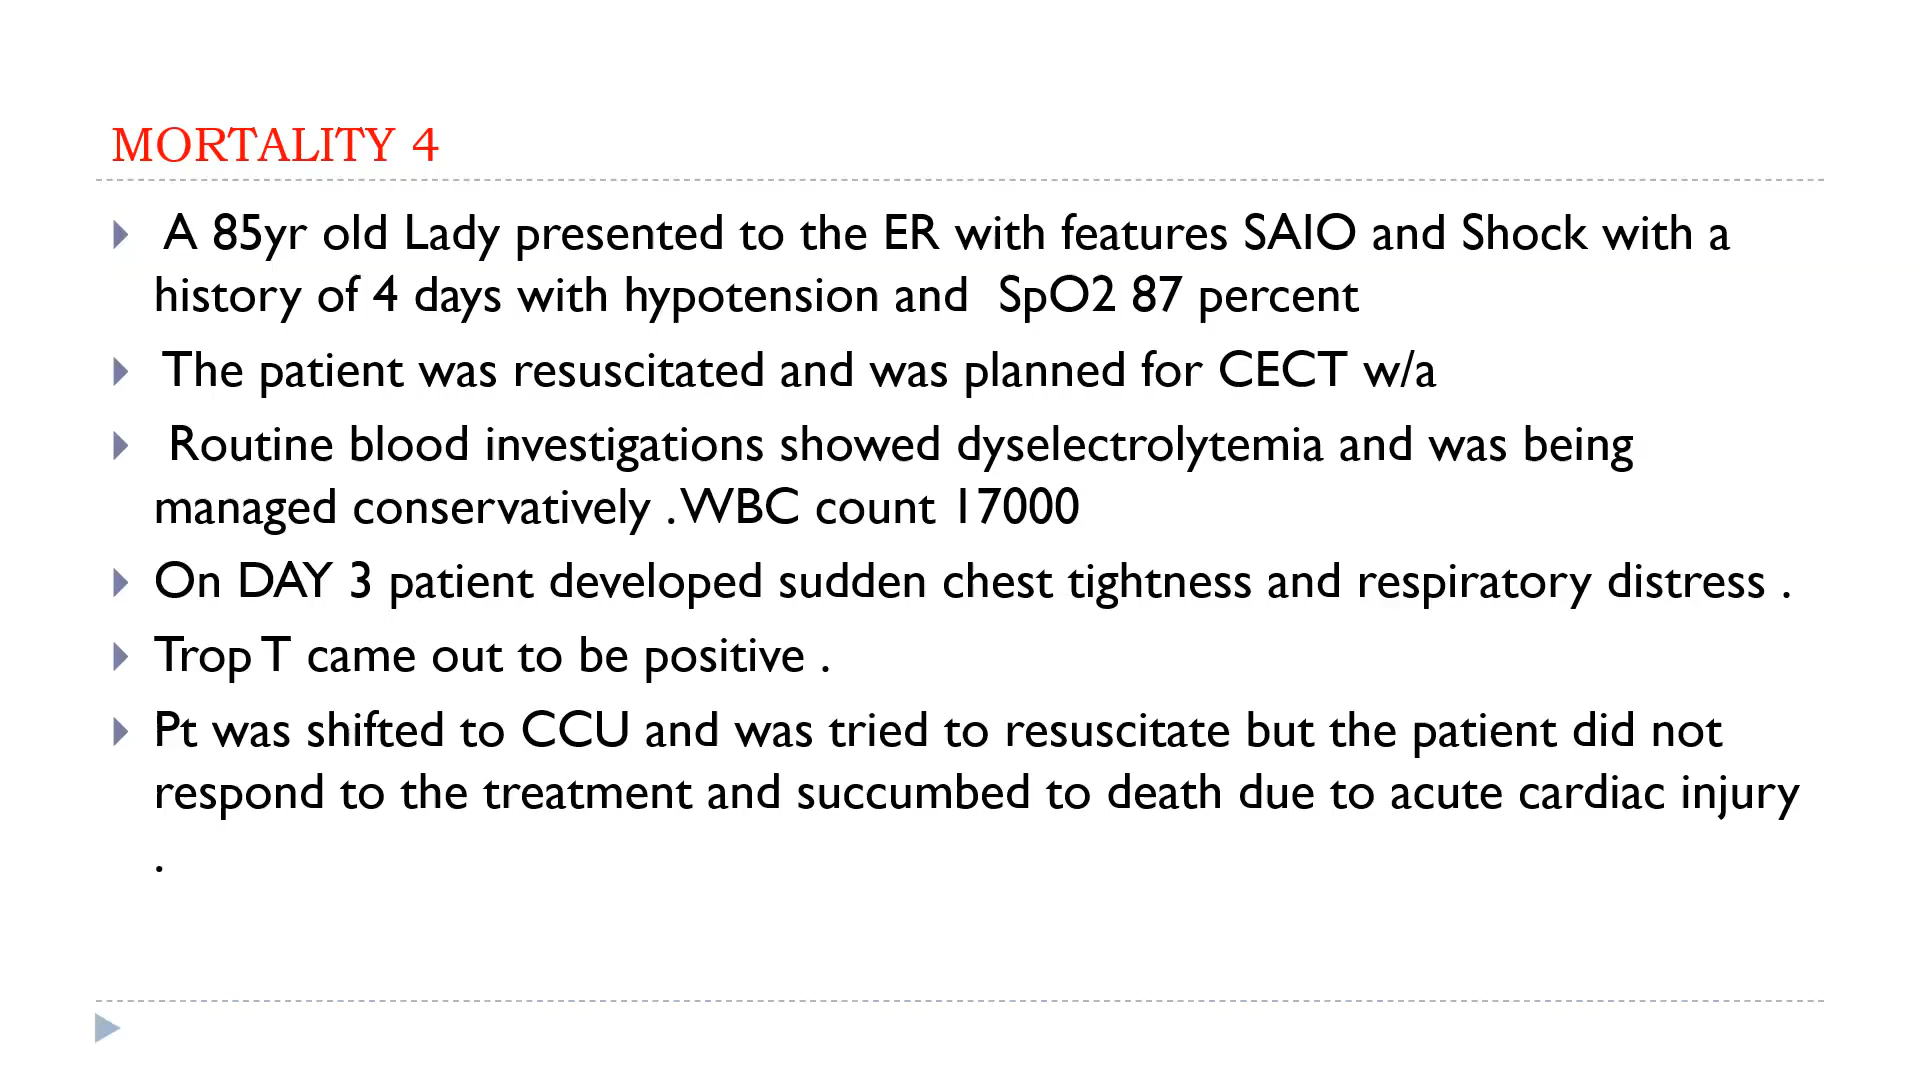 MORTALITY 4
A 85yr old Lady presented to the ER with features SAIO and Shock with a
history of 4 days with hypotension and SpO2 87 percent
The patient was resuscitated and was planned for CECT w/a
Routine blood investigations showed dyselectrolytemia and was being
managed conservatively . WBC count 17000
On DAY 3 patient developed sudden chest tightness and respiratory distress .
Trop T came out to be positive .
Pt was shifted to CCU and was tried to resuscitate but the patient did not
respond to the treatment and succumbed to death due to acute cardiac injury
.